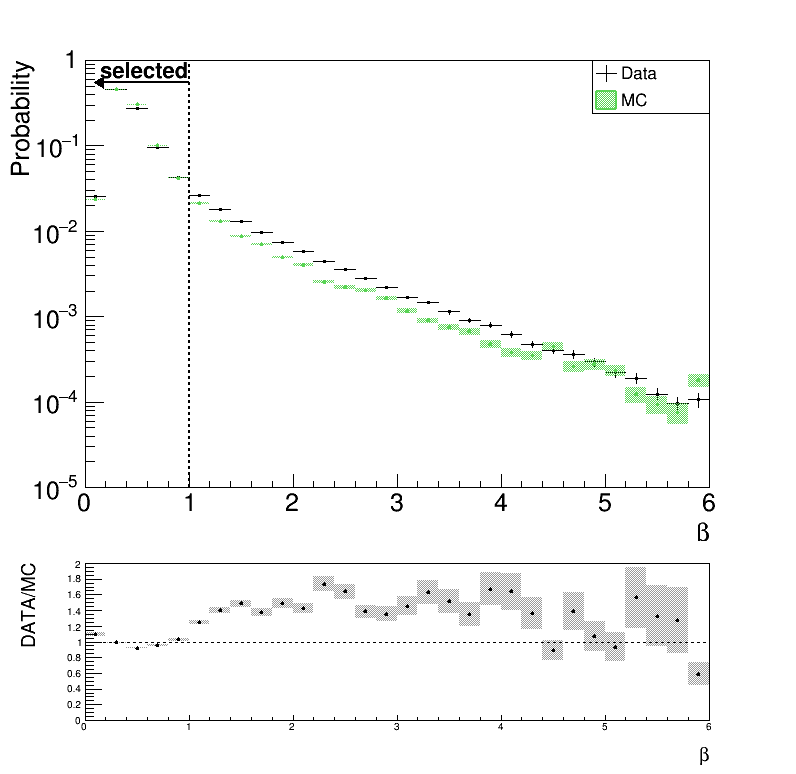 selected
Data
MC
Probability
1
10⁻¹
10⁻²
10⁻³
10⁻⁴
10⁻⁵
0 1 2 3 4 5 6
β
DATA/MC
2
1.8
1.6
1.4
1.2
1
0.8
0.6
0.4
0.2
0
0 1 2 3 4 5 6
β